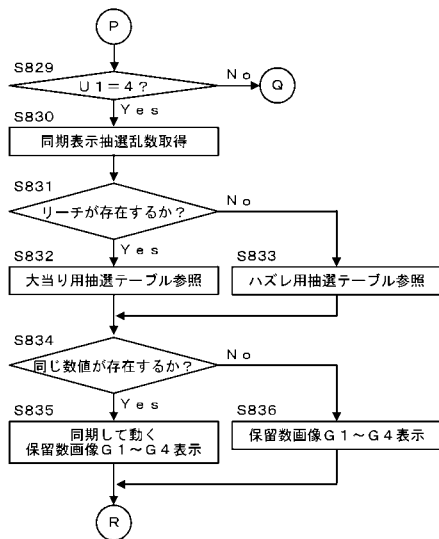 P
S829
U1=4?
No
Q
Yes
S830
同期表示抽選乱数取得
S831
リーチが存在するか?
No
Yes
S832
大当り用抽選テーブル参照
S833
ハズレ用抽選テーブル参照
S834
同じ数値が存在するか?
No
Yes
S835
同期して動く
保留数画像G1~G4表示
S836
保留数画像G1~G4表示
R